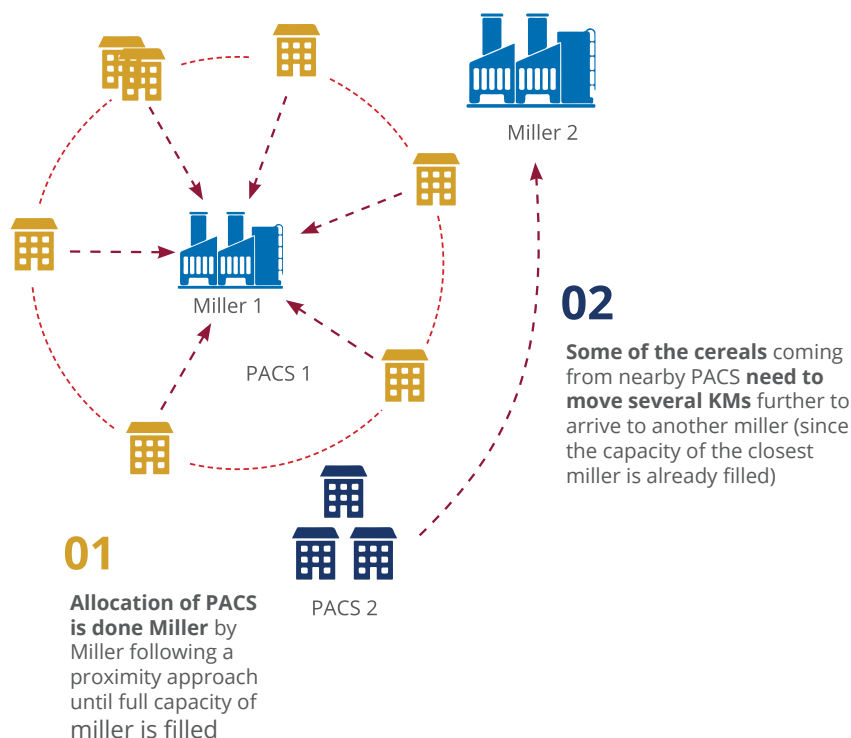 Miller 2
Miller 1
PACS 1
02
Some of the cereals coming
from nearby PACS need to
move several KMs further to
arrive to another miller (since
the capacity of the closest
miller is already filled)
01
Allocation of PACS
is done Miller by
Miller following a
proximity approach
until full capacity of
miller is filled
PACS 2